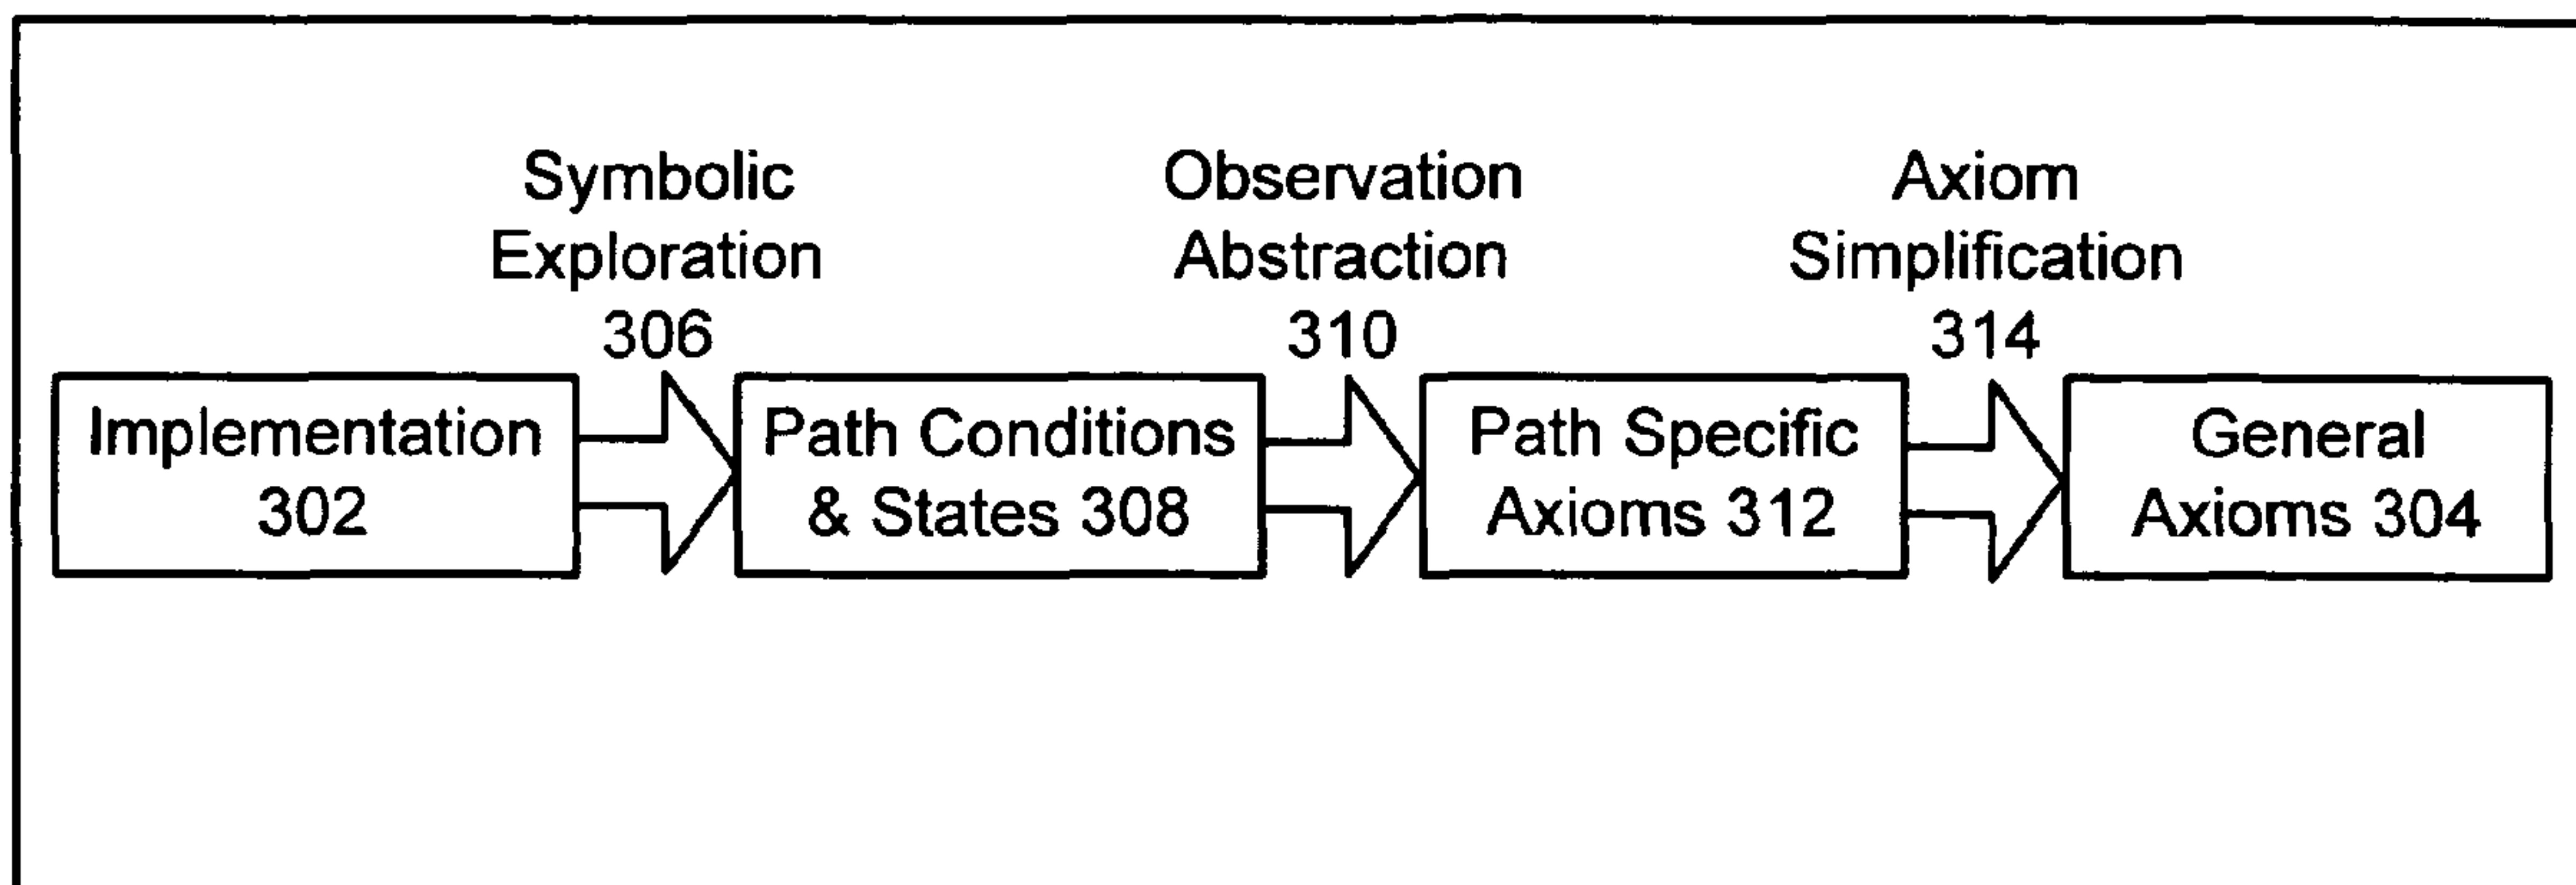 Symbolic
Exploration
306
Observation
Abstraction
310
Axiom
Simplification
314
Implementation
302
Path Conditions
& States 308
Path Specific
Axioms 312
General
Axioms 304